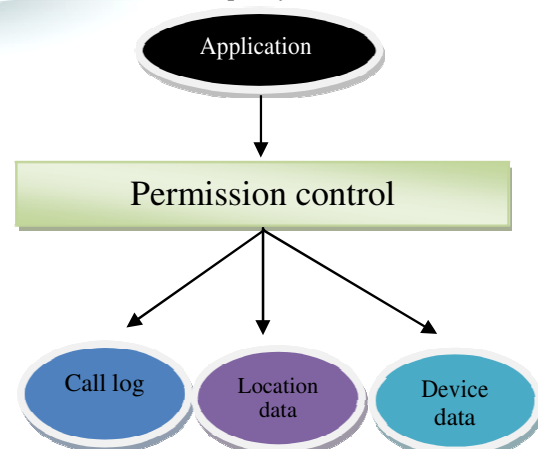 Application
Permission control
Call log
Location
data
Device
data